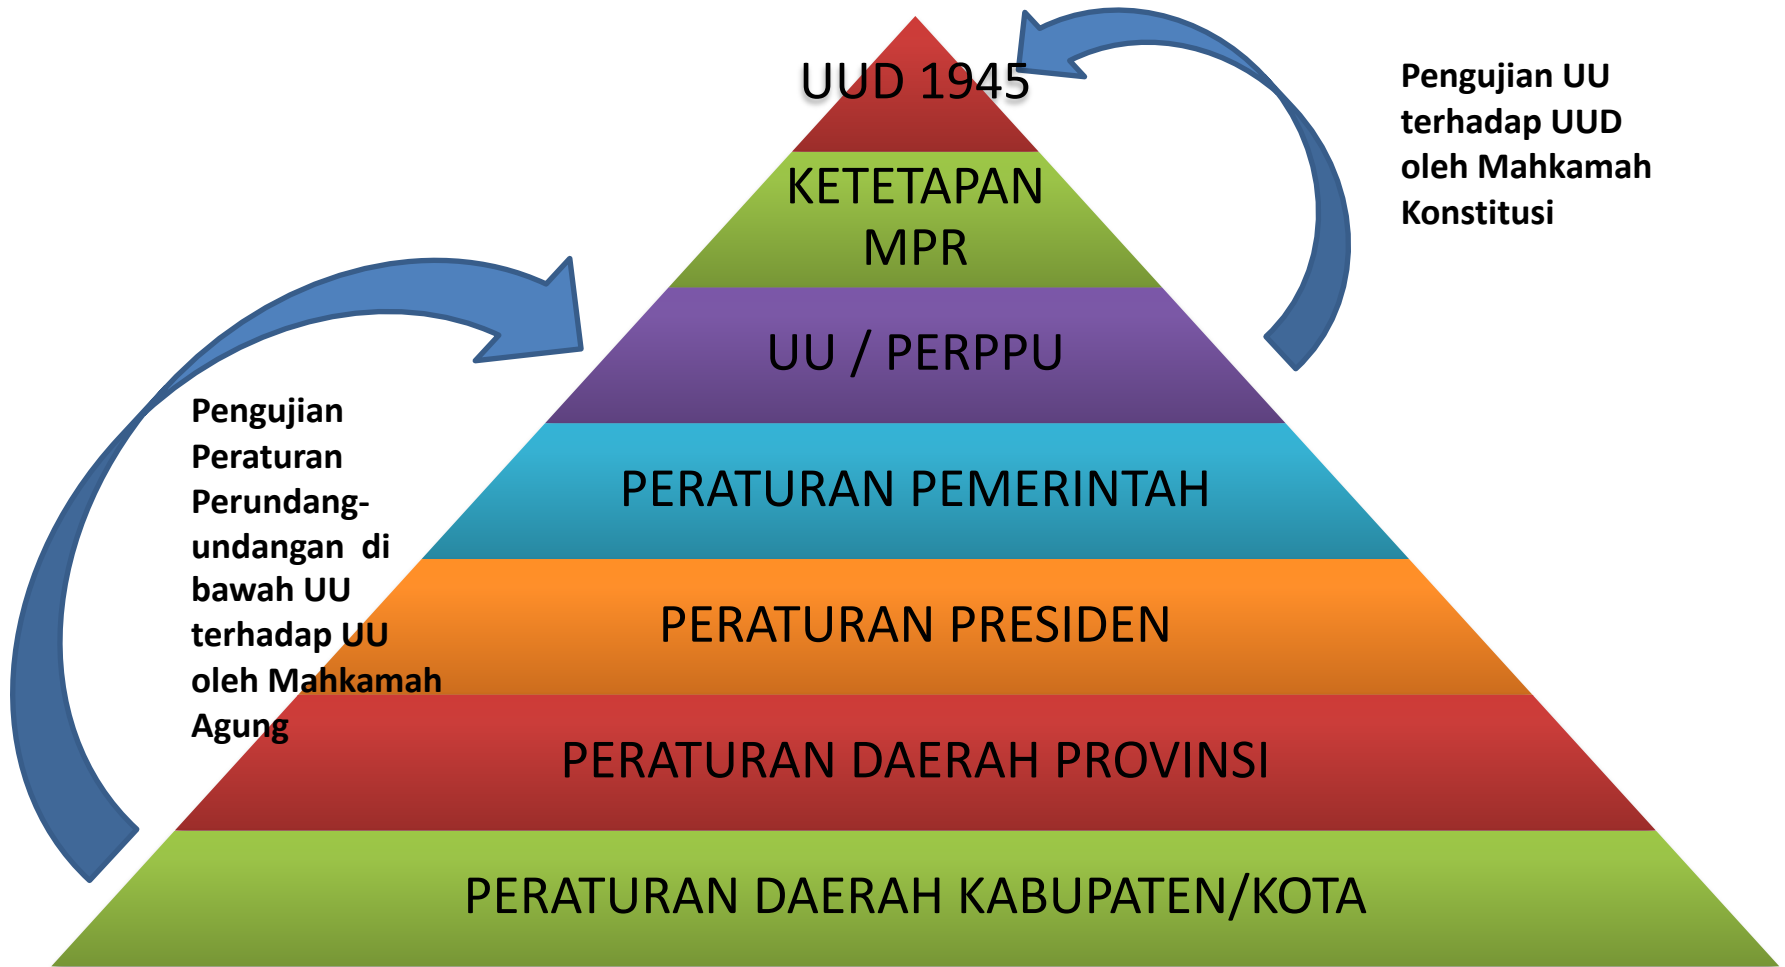 UUD 1945
KETETAPAN
MPR
UU / PERPPU
PERATURAN PEMERINTAH
PERATURAN PRESIDEN
PERATURAN DAERAH PROVINSI
PERATURAN DAERAH KABUPATEN/KOTA
Pengujian UU
terhadap UUD
oleh Mahkamah
Konstitusi
Pengujian
Peraturan
Perundang-
undangan  di
bawah UU
terhadap UU
oleh Mahkamah
Agung